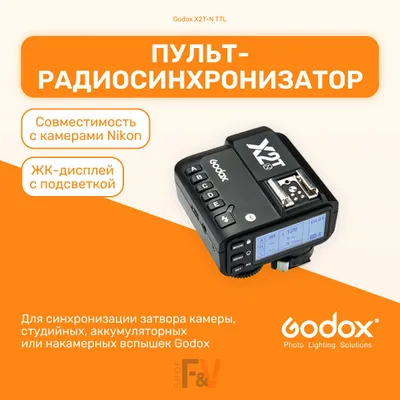 Godox X2T-N TTL
ПУЛЬТ-
РАДИОСИНХРОНИЗАТОР
Совместимость
с камерами Nikon
ЖК-дисплей
с подсветкой
X2T
N
Godox
A
B
C
D
E
Для синхронизации затвора камеры,
студийных, аккумуляторных
или накамерных вспышек Godox
Godox®
Photo Lighting Solutions
F&V